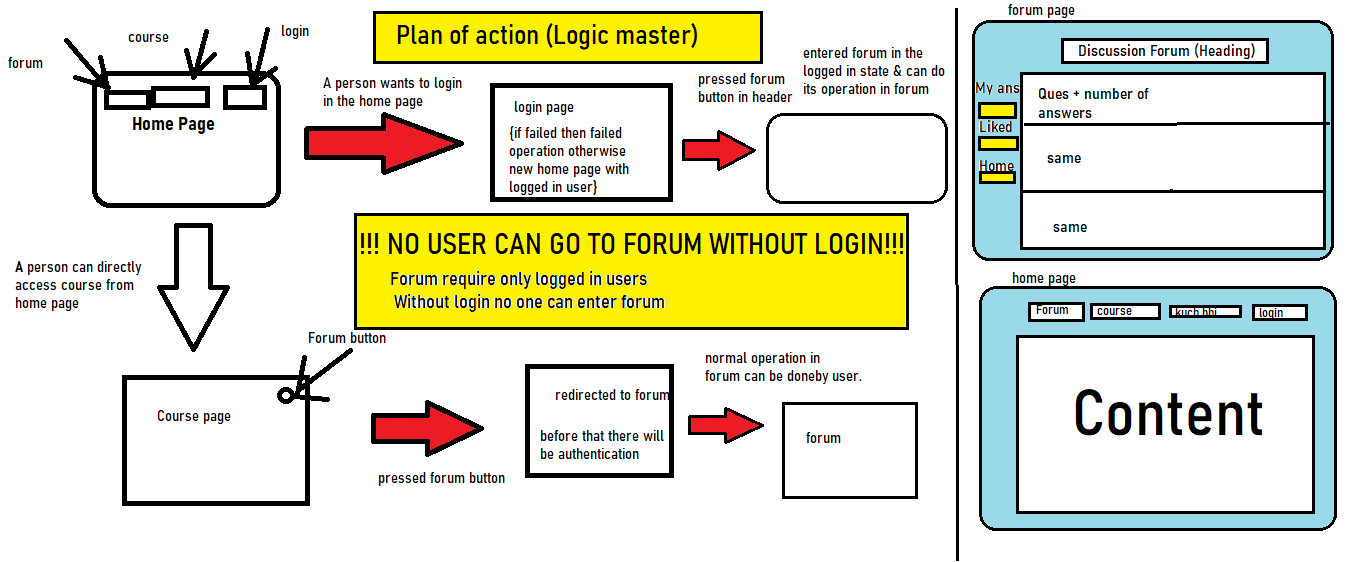 forum
course
login
Home Page
Plan of action (Logic master)
A person wants to login
in the home page
login page
{if failed then failed
operation otherwise
new home page with
logged in user}
pressed forum
button in header
entered forum in the
logged in state & can do
its operation in forum
!!! NO USER CAN GO TO FORUM WITHOUT LOGIN!!!
Forum require only logged in users
Without login no one can enter forum
A person can directly
access course from
home page
Forum button
Course page
pressed forum button
redirected to forum
before that there will
be authentication
normal operation in
forum can be doneby user.
forum
forum page
Discussion Forum (Heading)
My ans
Liked
Home
Ques + number of
answers
same
same
home page
Forum
course
kuch bhi
login
Content